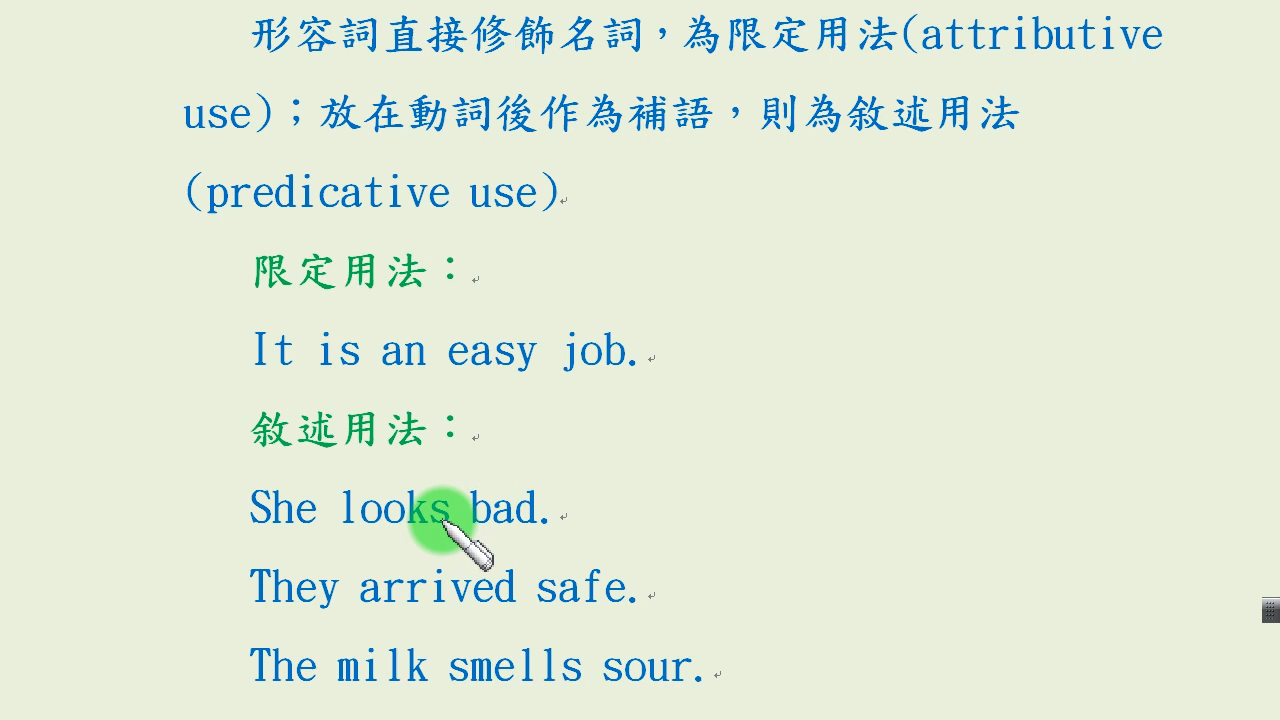 形容詞直接修飾名詞，為限定用法(attributive
use)；放在動詞後作為補語，則為敘述用法
(predicative use)
限定用法：
It is an easy job.
敘述用法：
She looks bad.
They arrived safe.
The milk smells sour.